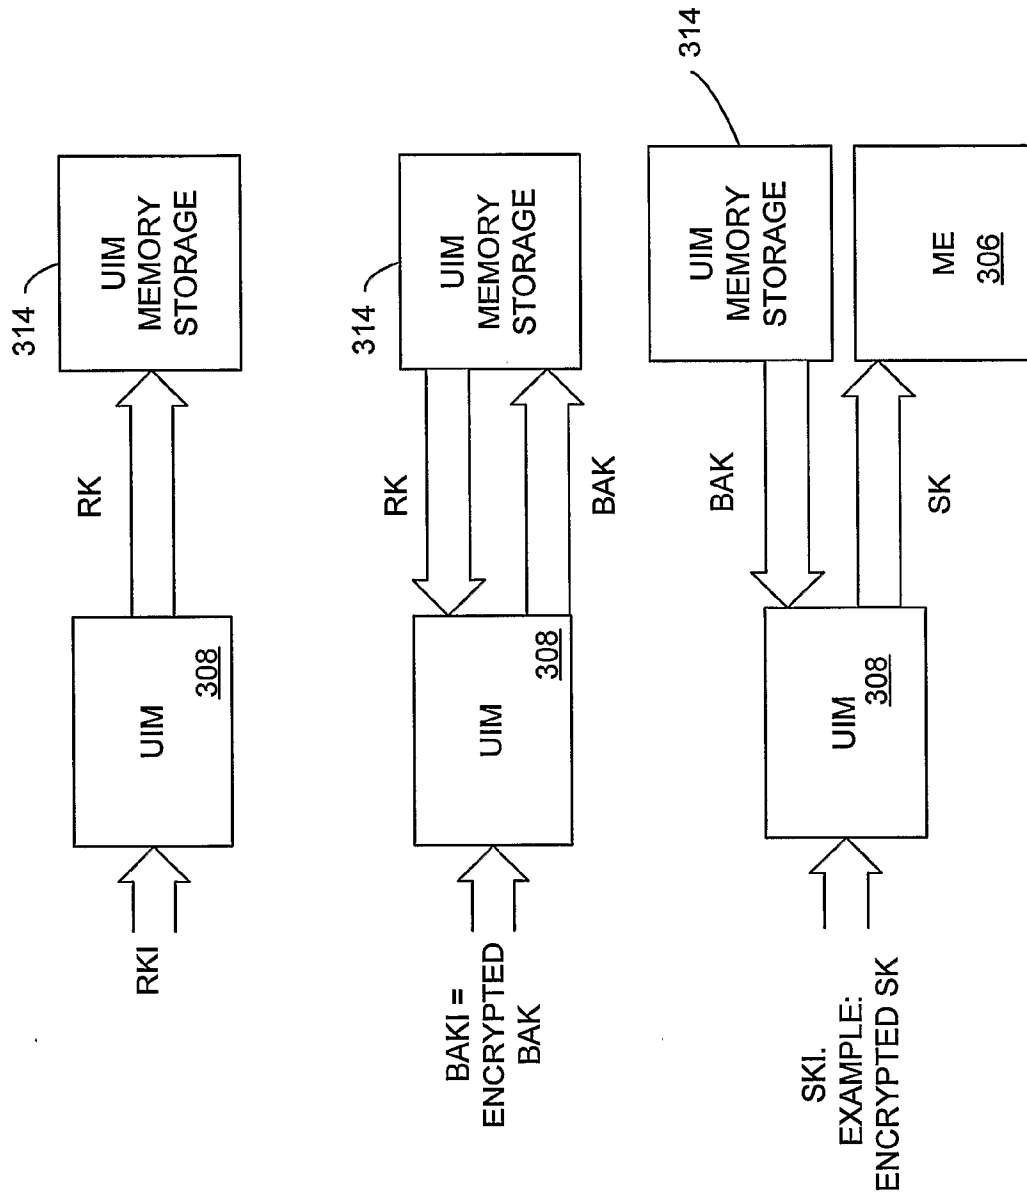 RKI
UIM
308
RK
314
UIM
MEMORY
STORAGE
BAKI =
ENCRYPTED
BAK
UIM
308
RK
BAK
314
UIM
MEMORY
STORAGE
SKI.
EXAMPLE:
ENCRYPTED SK
UIM
308
BAK
SK
314
UIM
MEMORY
STORAGE
ME
306